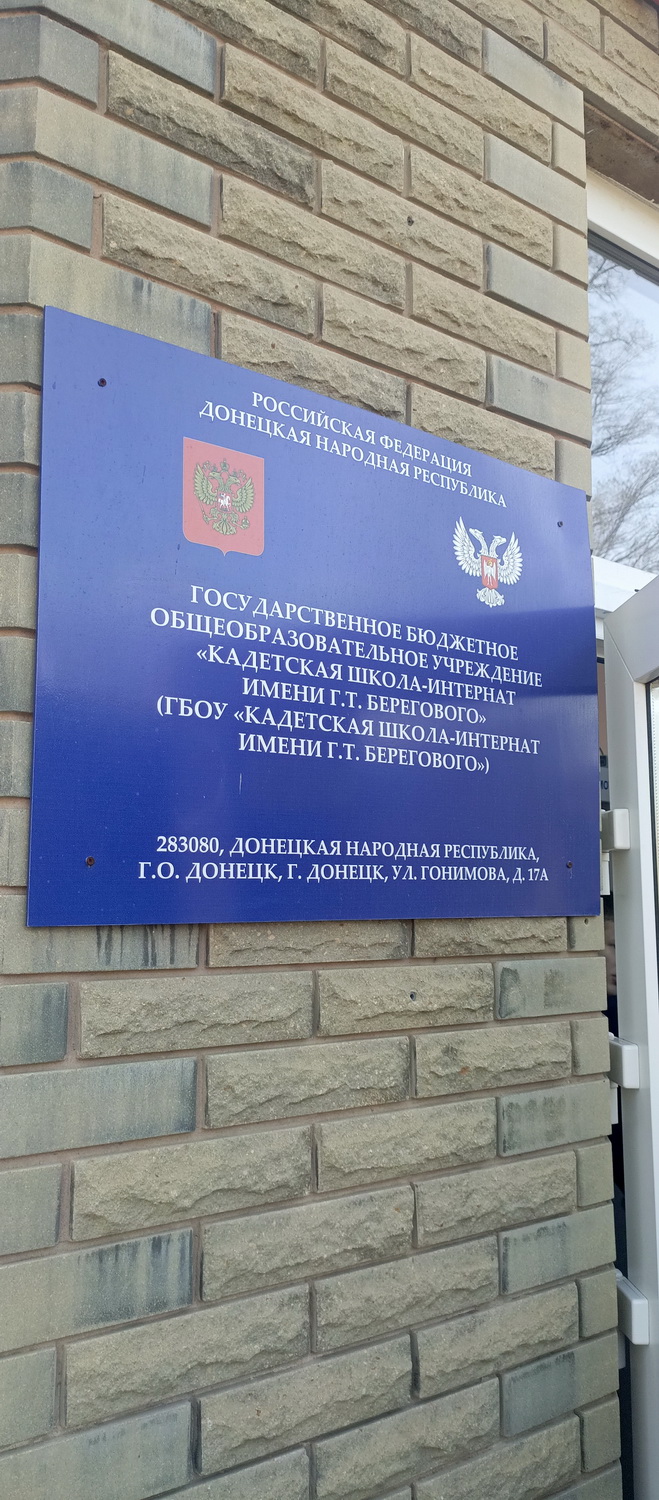 РОССИЙСКАЯ ФЕДЕРАЦИЯ
ДОНЕЦКАЯ НАРОДНАЯ РЕСПУБЛИКА
ГОСУДАРСТВЕННОЕ БЮДЖЕТНОЕ
ОБЩЕОБРАЗОВАТЕЛЬНОЕ УЧРЕЖДЕНИЕ
«КАДЕТСКАЯ ШКОЛА-ИНТЕРНАТ
ИМЕНИ Г.Т. БЕРЕГОВОГО»
(ГБОУ «КАДЕТСКАЯ ШКОЛА-ИНТЕРНАТ
ИМЕНИ Г.Т. БЕРЕГОВОГО»)
283080, ДОНЕЦКАЯ НАРОДНАЯ РЕСПУБЛИКА,
Г.О. ДОНЕЦК, Г. ДОНЕЦК, УЛ. ГОНИМОВА, Д. 17А